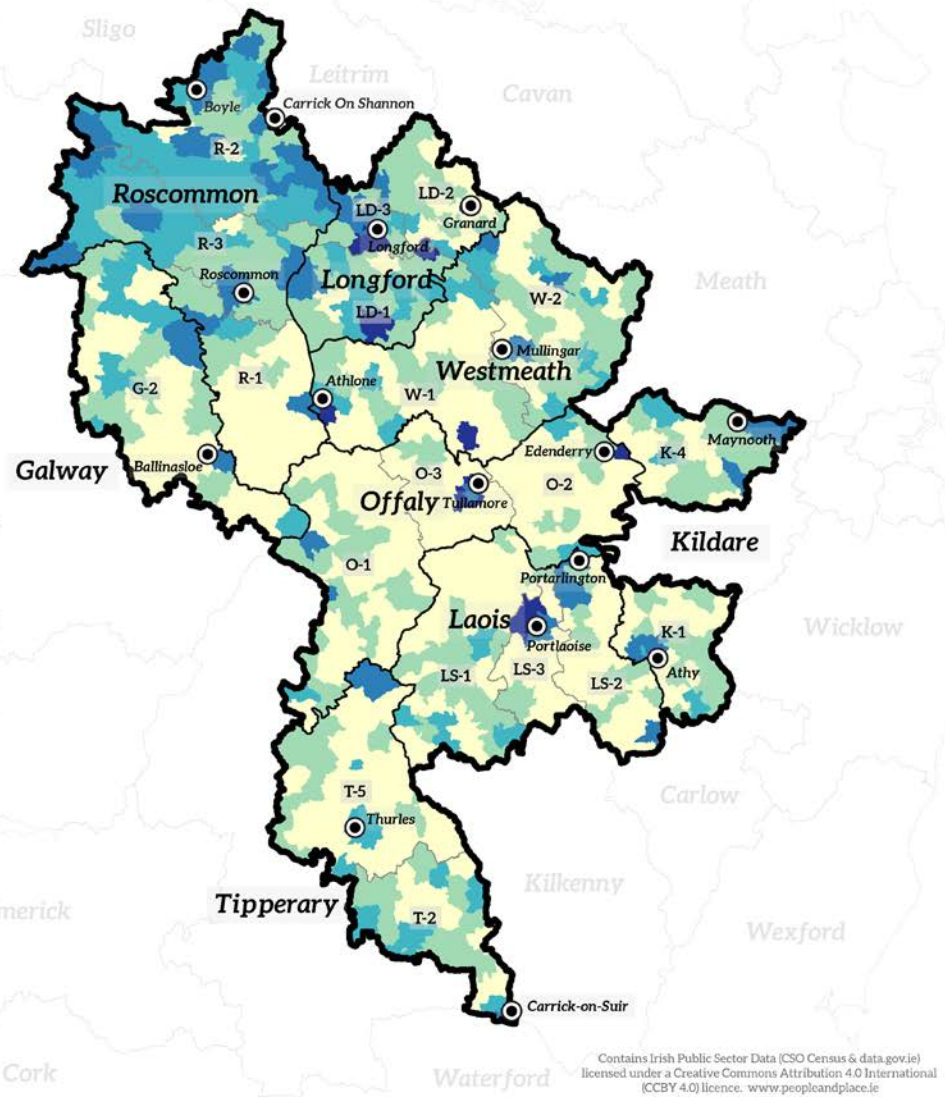 Sligo
Leitrim
Cavan
Boyle
Carrick On Shannon
R-2
Roscommon
LD-2
LD-3
Granard
Longford
R-3
Roscommon
Longford
Meath
W-2
LD-1
Mullingar
Westmeath
G-2
R-1
Athlone
W-1
Maynooth
Galway
Ballinasloe
Edenderry
K-4
O-3
O-2
Offaly
Tullamore
Kildare
O-1
Portarlington
Laois
Portlaoise
K-1
Wicklow
Athy
LS-1
LS-3
LS-2
T-5
Carlow
Thurles
Kilkenny
Tipperary
merick
T-2
Wexford
Carrick-on-Suir
Cork
Waterford
Contains Irish Public Sector Data (CSO Census & data.gov.ie)
licensed under a Creative Commons Attribution 4.0 International
(CCBY 4.0) licence. www.peopleandplace.ie